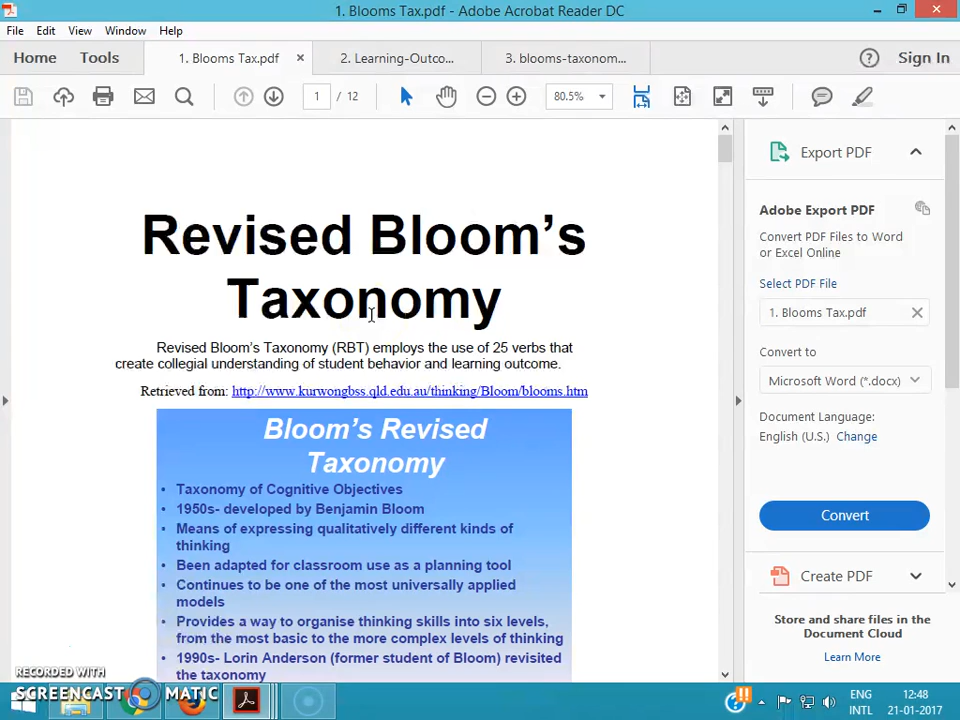 1. Blooms Tax.pdf - Adobe Acrobat Reader DC
File Edit View Window Help
Home Tools 1. Blooms Tax.pdf × 2. Learning-Outco... 3. blooms-taxonom... ? Sign In
1 / 12 80.5%
Export PDF
Adobe Export PDF
Convert PDF Files to Word
or Excel Online
Select PDF File
1. Blooms Tax.pdf
Convert to
Microsoft Word (*.docx)
Document Language:
English (U.S.) Change
Convert
Create PDF
Store and share files in the
Document Cloud
Learn More
Revised Bloom’s
Taxonomy
Revised Bloom’s Taxonomy (RBT) employs the use of 25 verbs that
create collegial understanding of student behavior and learning outcome.
Retrieved from: http://www.kurwongbss.qld.edu.au/thinking/Bloom/blooms.htm
Bloom’s Revised
Taxonomy
• Taxonomy of Cognitive Objectives
• 1950s- developed by Benjamin Bloom
• Means of expressing qualitatively different kinds of
thinking
• Been adapted for classroom use as a planning tool
• Continues to be one of the most universally applied
models
• Provides a way to organise thinking skills into six levels,
from the most basic to the more complex levels of thinking
• 1990s- Lorin Anderson (former student of Bloom) revisited
the taxonomy
RECORDED WITH
SCREENCAST MATIC
ENG
INTL
12:48
21-01-2017